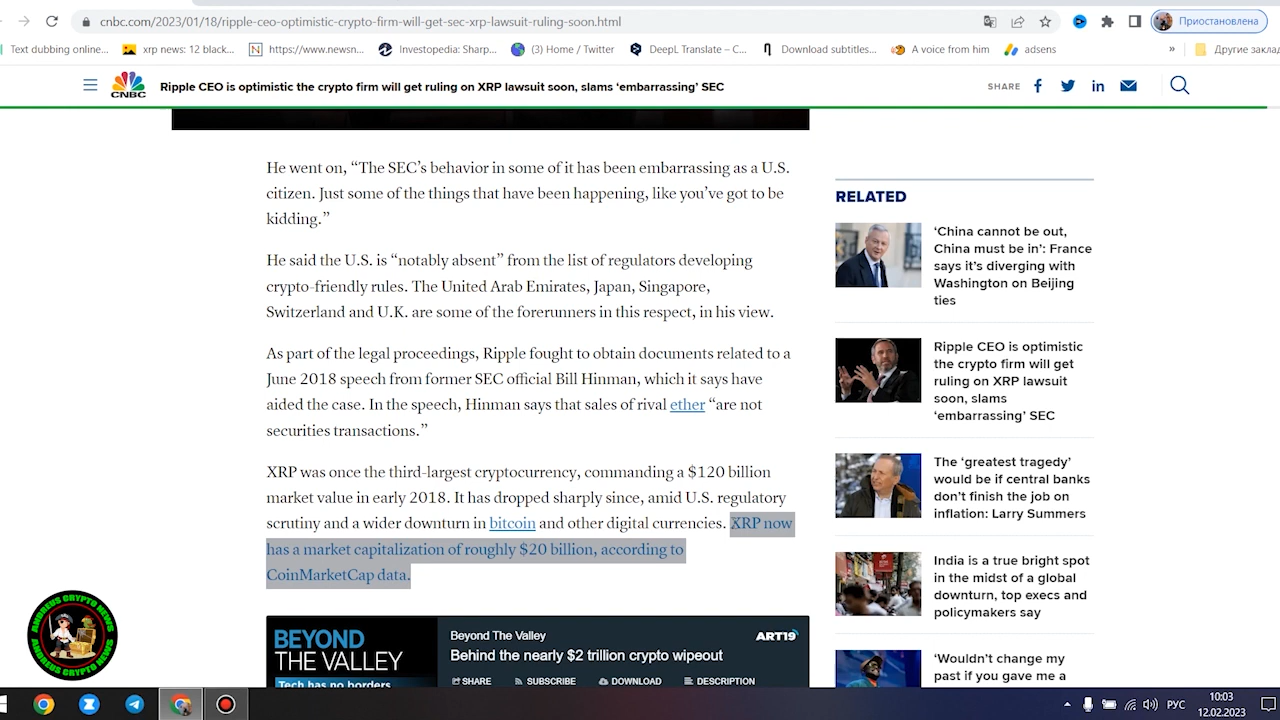 cnbc.com/2023/01/18/ripple-ceo-optimistic-crypto-firm-will-get-sec-xrp-lawsuit-ruling-soon.html
Приостановлена
Text dubbing online...
xrp news: 12 black...
https://www.newsn...
Investopedia: Sharp...
(3) Home / Twitter
DeepL Translate – C...
Download subtitles...
A voice from him
adsens
»
Другие заклад
CNBC
Ripple CEO is optimistic the crypto firm will get ruling on XRP lawsuit soon, slams ‘embarrassing’ SEC
SHARE
He went on, “The SEC’s behavior in some of it has been embarrassing as a U.S.
citizen. Just some of the things that have been happening, like you’ve got to be
kidding.”
He said the U.S. is “notably absent” from the list of regulators developing
crypto-friendly rules. The United Arab Emirates, Japan, Singapore,
Switzerland and U.K. are some of the forerunners in this respect, in his view.
As part of the legal proceedings, Ripple fought to obtain documents related to a
June 2018 speech from former SEC official Bill Hinman, which it says have
aided the case. In the speech, Hinman says that sales of rival ether “are not
securities transactions.”
XRP was once the third-largest cryptocurrency, commanding a $120 billion
market value in early 2018. It has dropped sharply since, amid U.S. regulatory
scrutiny and a wider downturn in bitcoin and other digital currencies. XRP now
has a market capitalization of roughly $20 billion, according to
CoinMarketCap data.
BEYOND
THE VALLEY
Tech has no borders
Beyond The Valley
Behind the nearly $2 trillion crypto wipeout
ART19
SHARE
SUBSCRIBE
DOWNLOAD
DESCRIPTION
RELATED
‘China cannot be out,
China must be in’: France
says it’s diverging with
Washington on Beijing
ties
Ripple CEO is optimistic
the crypto firm will get
ruling on XRP lawsuit
soon, slams
‘embarrassing’ SEC
The ‘greatest tragedy’
would be if central banks
don’t finish the job on
inflation: Larry Summers
India is a true bright spot
in the midst of a global
downturn, top execs and
policymakers say
‘Wouldn’t change my
past if you gave me a
ANDREUS CRYPTO NEWS
ANDREUS CRYPTO NEWS
РУС
10:03
12.02.2023